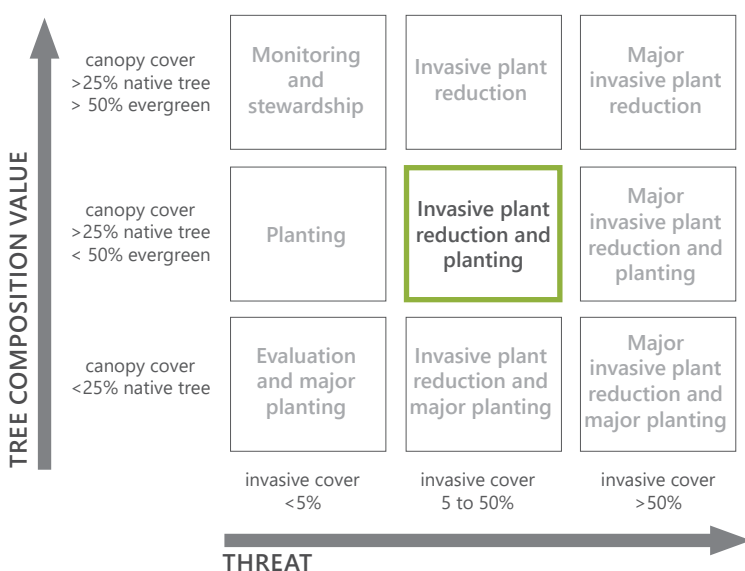 TREE COMPOSITION VALUE
canopy cover
>25% native tree
> 50% evergreen
Monitoring
and
stewardship
Invasive plant
reduction
Major
invasive plant
reduction
canopy cover
>25% native tree
< 50% evergreen
Planting
Invasive plant
reduction and
planting
Major
invasive plant
reduction and
planting
canopy cover
<25% native tree
Evaluation
and major
planting
Invasive plant
reduction and
major planting
Major
invasive plant
reduction and
major planting
invasive cover
<5%
invasive cover
5 to 50%
invasive cover
>50%
THREAT